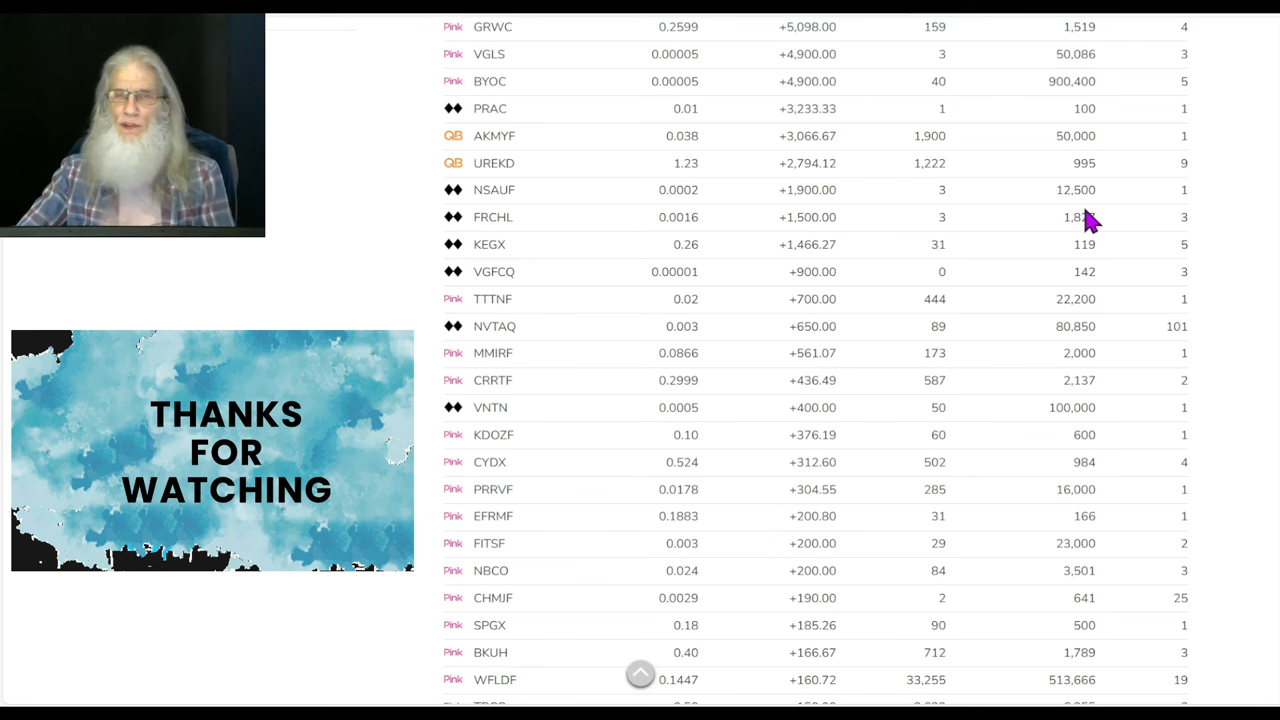 Pink GRWC 0.2599 +5,098.00 159 1,519 4
Pink VGLS 0.00005 +4,900.00 3 50,086 3
Pink BYOC 0.00005 +4,900.00 40 900,400 5
PRAC 0.01 +3,233.33 1 100 1
QB AKMYF 0.038 +3,066.67 1,900 50,000 1
QB UREKD 1.23 +2,794.12 1,222 995 9
NSAUF 0.0002 +1,900.00 3 12,500 1
FRCHL 0.0016 +1,500.00 3 3
KEGX 0.26 +1,466.27 31 119 5
VGFCQ 0.00001 +900.00 0 142 3
Pink TTTNF 0.02 +700.00 444 22,200 1
NVTAQ 0.003 +650.00 89 80,850 101
Pink MMIRF 0.0866 +561.07 173 2,000 1
Pink CRRTF 0.2999 +436.49 587 2,137 2
VNTN 0.0005 +400.00 50 100,000 1
Pink KDOZF 0.10 +376.19 60 600 1
Pink CYDX 0.524 +312.60 502 984 4
Pink PRRVF 0.0178 +304.55 285 16,000 1
Pink EFRMF 0.1883 +200.80 31 166 1
Pink FITSF 0.003 +200.00 29 23,000 2
Pink NBCO 0.024 +200.00 84 3,501 3
Pink CHMJF 0.0029 +190.00 2 641 25
Pink SPGX 0.18 +185.26 90 500 1
Pink BKUH 0.40 +166.67 712 1,789 3
Pink WFLDF 0.1447 +160.72 33,255 513,666 19
THANKS
FOR
WATCHING